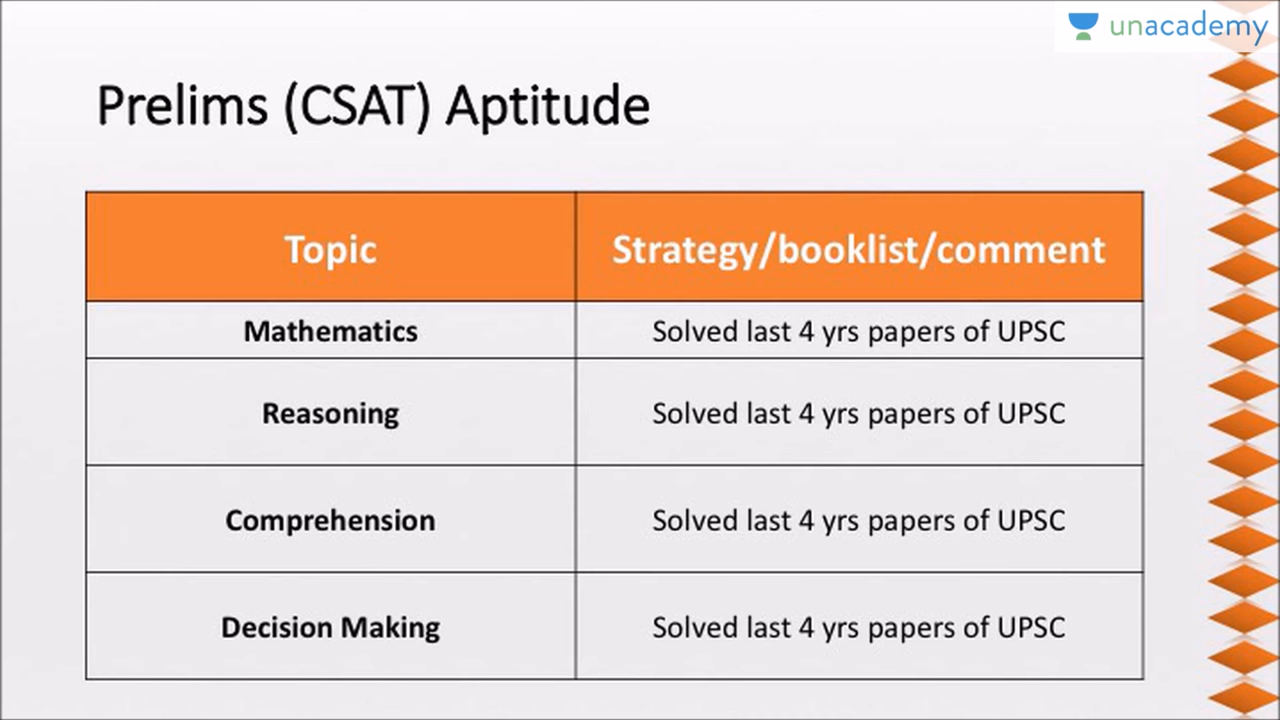 unacademy
Prelims (CSAT) Aptitude
Topic
Strategy/booklist/comment
Mathematics
Solved last 4 yrs papers of UPSC
Reasoning
Solved last 4 yrs papers of UPSC
Comprehension
Solved last 4 yrs papers of UPSC
Decision Making
Solved last 4 yrs papers of UPSC